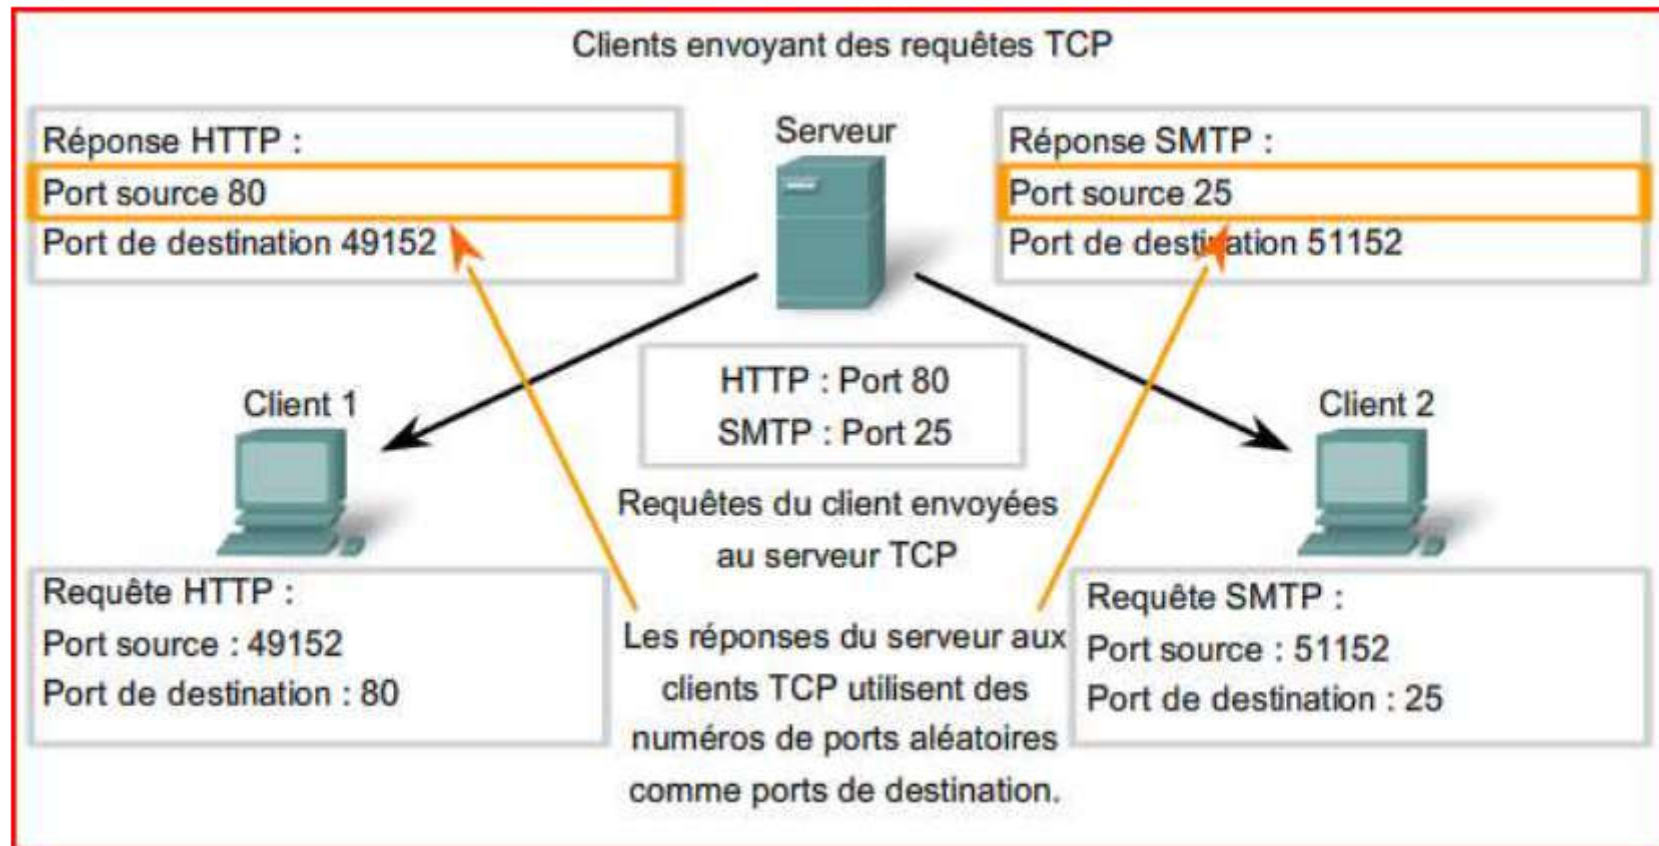 Clients envoyant des requêtes TCP
Réponse HTTP :
Port source 80
Port de destination 49152
Serveur
Réponse SMTP :
Port source 25
Port de destination 51152
HTTP : Port 80
SMTP : Port 25
Client 1
Client 2
Requêtes du client envoyées
au serveur TCP
Requête HTTP :
Port source : 49152
Port de destination : 80
Les réponses du serveur aux
clients TCP utilisent des
numéros de ports aléatoires
comme ports de destination.
Requête SMTP :
Port source : 51152
Port de destination : 25